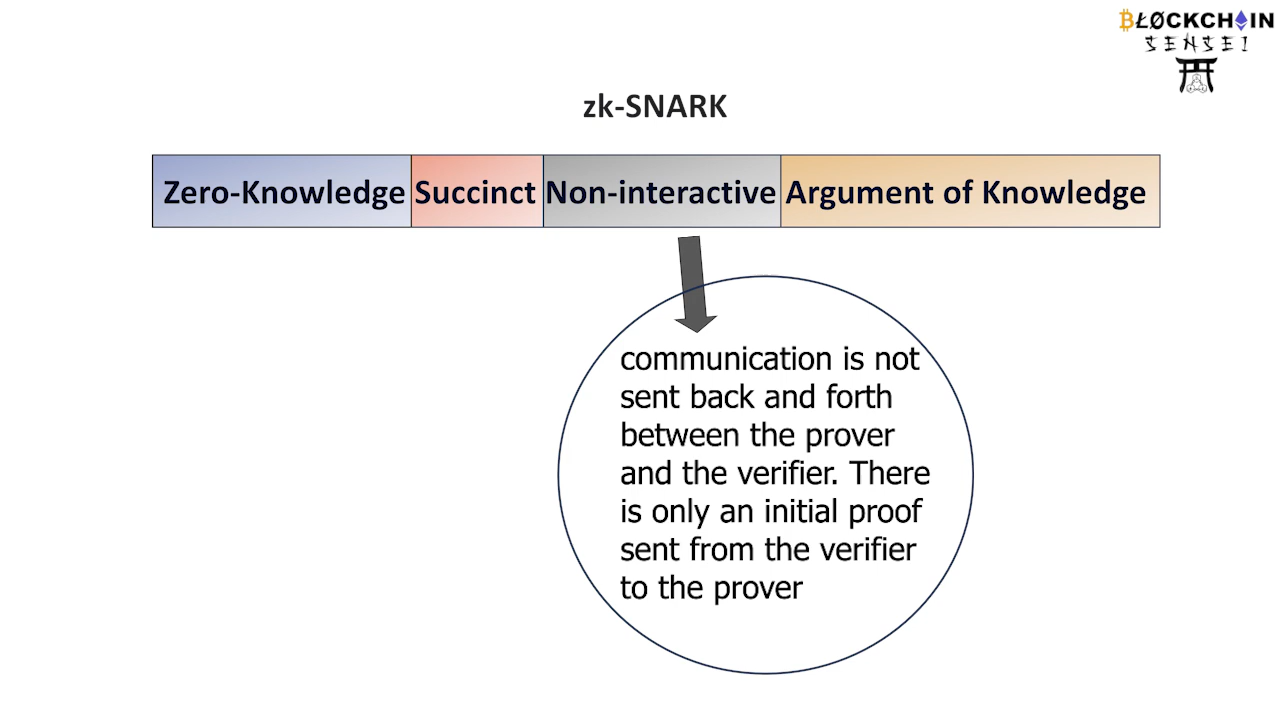 BŁØCKCHAIN
SENSEI
zk-SNARK
Zero-Knowledge Succinct Non-interactive Argument of Knowledge
communication is not
sent back and forth
between the prover
and the verifier. There
is only an initial proof
sent from the verifier
to the prover